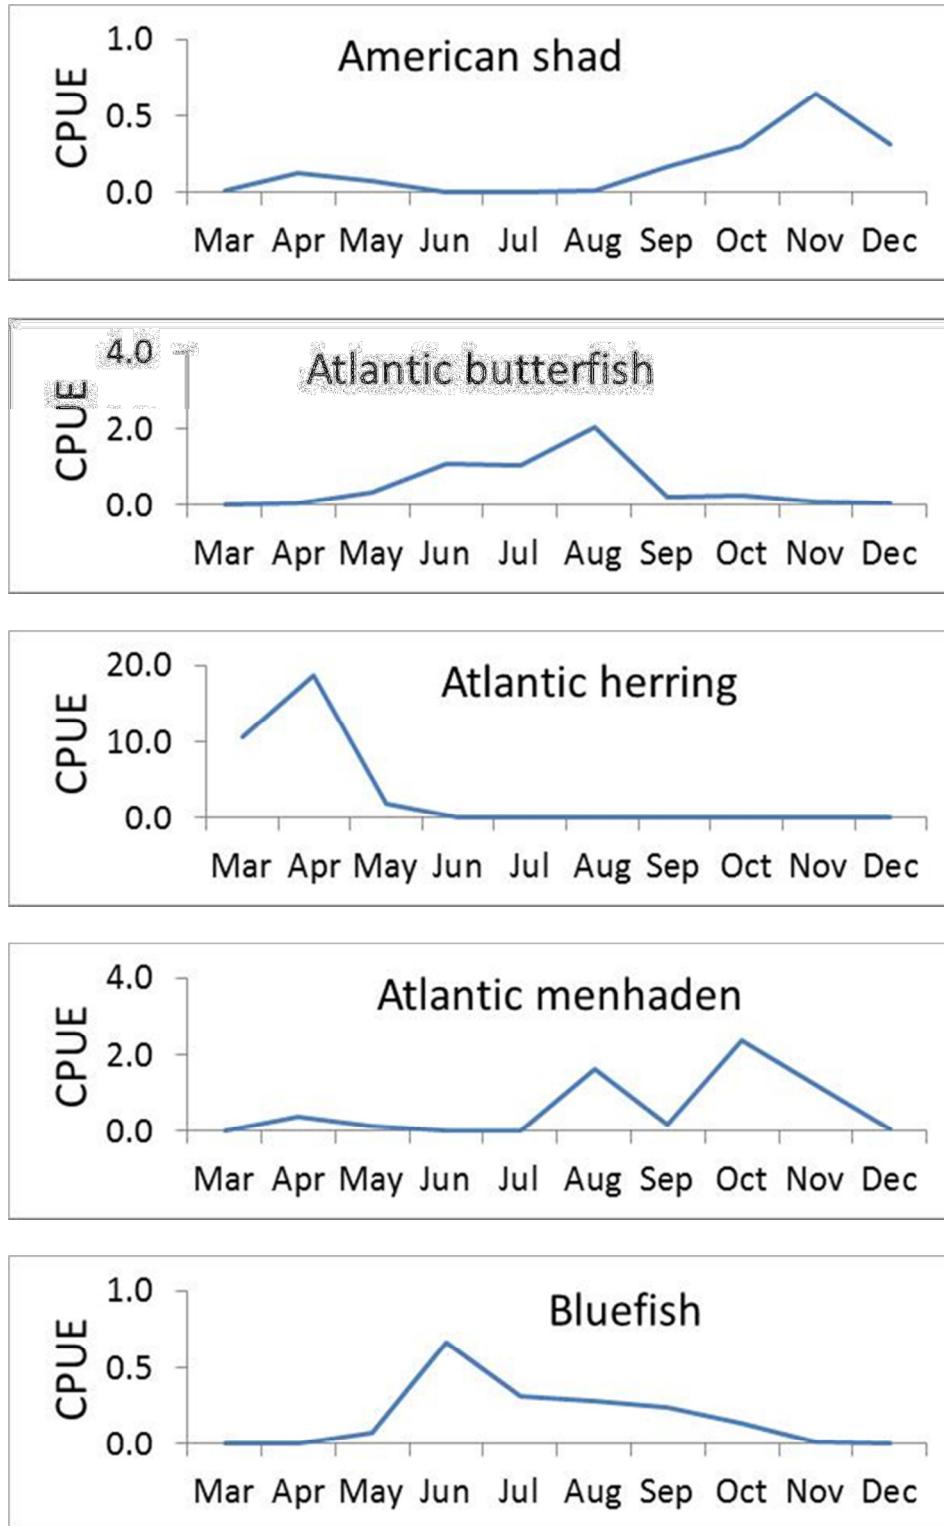 American shad
CPUE
1.0
0.5
0.0
Mar Apr May Jun Jul Aug Sep Oct Nov Dec
Atlantic butterfish
CPUE
4.0
2.0
0.0
Mar Apr May Jun Jul Aug Sep Oct Nov Dec
Atlantic herring
CPUE
20.0
10.0
0.0
Mar Apr May Jun Jul Aug Sep Oct Nov Dec
Atlantic menhaden
CPUE
4.0
2.0
0.0
Mar Apr May Jun Jul Aug Sep Oct Nov Dec
Bluefish
CPUE
1.0
0.5
0.0
Mar Apr May Jun Jul Aug Sep Oct Nov Dec